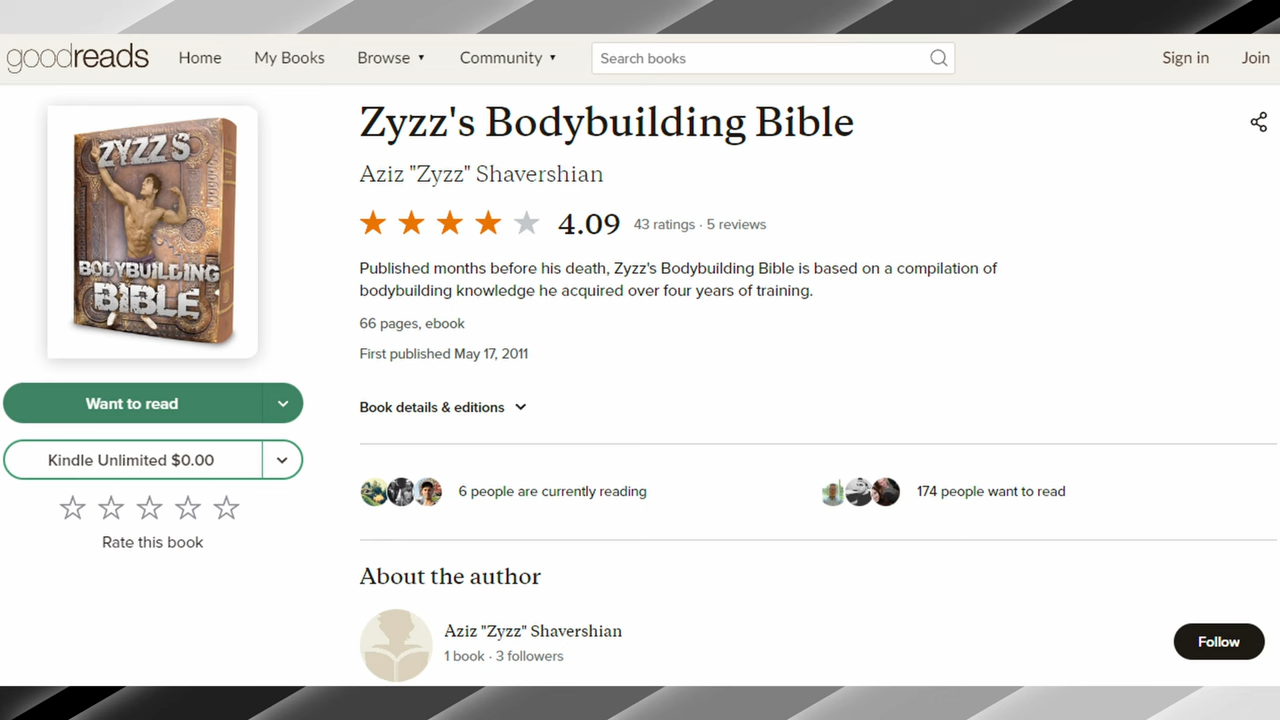 goodreads Home My Books Browse ▼ Community ▼ Search books Sign in Join
ZYZZ'S
BODYBUILDING
BIBLE
Zyzz's Bodybuilding Bible
Aziz "Zyzz" Shavershian
4.09 43 ratings · 5 reviews
Published months before his death, Zyzz's Bodybuilding Bible is based on a compilation of
bodybuilding knowledge he acquired over four years of training.
66 pages, ebook
First published May 17, 2011
Want to read
Book details & editions
Kindle Unlimited $0.00
6 people are currently reading
174 people want to read
Rate this book
About the author
Aziz "Zyzz" Shavershian
1 book · 3 followers
Follow